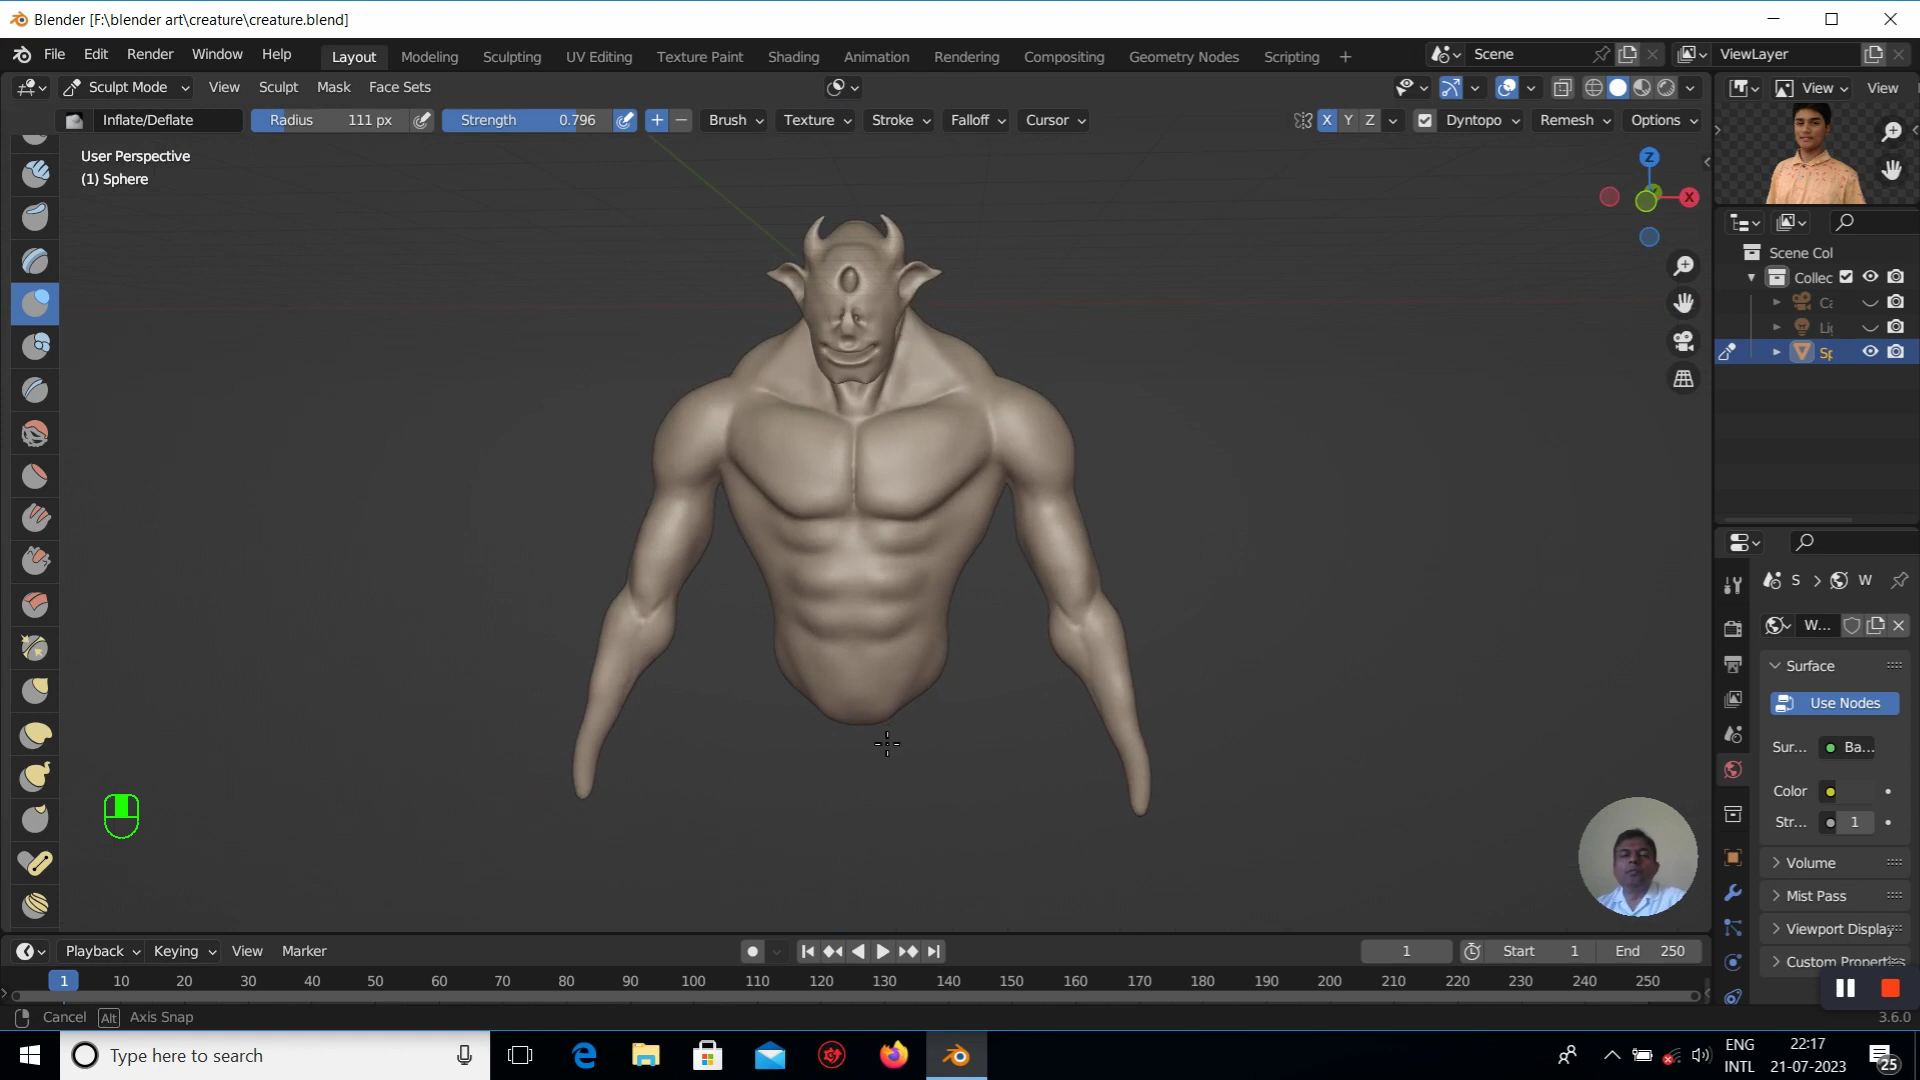 Blender [F:\blender art\creature\creature.blend]
File Edit Render Window Help Layout Modeling Sculpting UV Editing Texture Paint Shading Animation Rendering Compositing Geometry Nodes Scripting + Scene ViewLayer
Sculpt Mode View Sculpt Mask Face Sets View View
Inflate/Deflate Radius 111 px Strength 0.796 Brush Texture Stroke Falloff Cursor X Y Z Dyntopo Remesh Options
User Perspective
(1) Sphere
Z
X
Scene Col
Collec
Ca
Li
Sp
S > W
W...
Surface
Use Nodes
Sur... Ba...
Color
Str... 1
Volume
Mist Pass
Viewport Display
Custom Properties
Playback Keying View Marker 1 Start 1 End 250
1 10 20 30 40 50 60 70 80 90 100 110 120 130 140 150 160 170 180 190 200 210 220 230 240 250
Cancel Alt Axis Snap 3.6.0
Type here to search ENG 22:17
INTL 21-07-2023 25